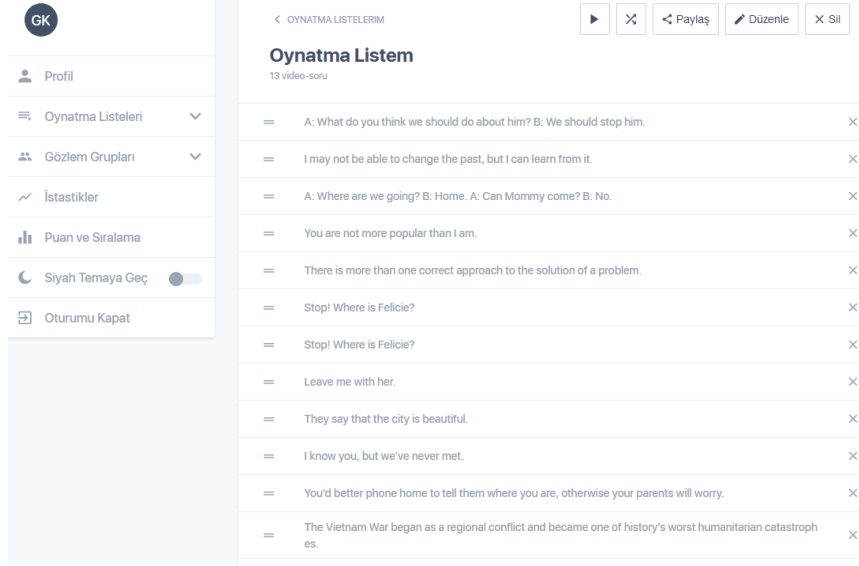 GK
Profil
Oynatma Listeleri
Gözlem Grupları
İstastikler
Puan ve Sıralama
Siyah Temaya Geç
Oturumu Kapat
OYNATMA LISTELERIM
Paylaş
Düzenle
Sil
Oynatma Listem
13 video-soru
A: What do you think we should do about him? B: We should stop him.
I may not be able to change the past, but I can learn from it.
A: Where are we going? B: Home. A: Can Mommy come? B: No.
You are not more popular than I am.
There is more than one correct approach to the solution of a problem.
Stop! Where is Felicie?
Stop! Where is Felicie?
Leave me with her.
They say that the city is beautiful.
I know you, but we've never met.
You'd better phone home to tell them where you are, otherwise your parents will worry.
The Vietnam War began as a regional conflict and became one of history's worst humanitarian catastroph
es.